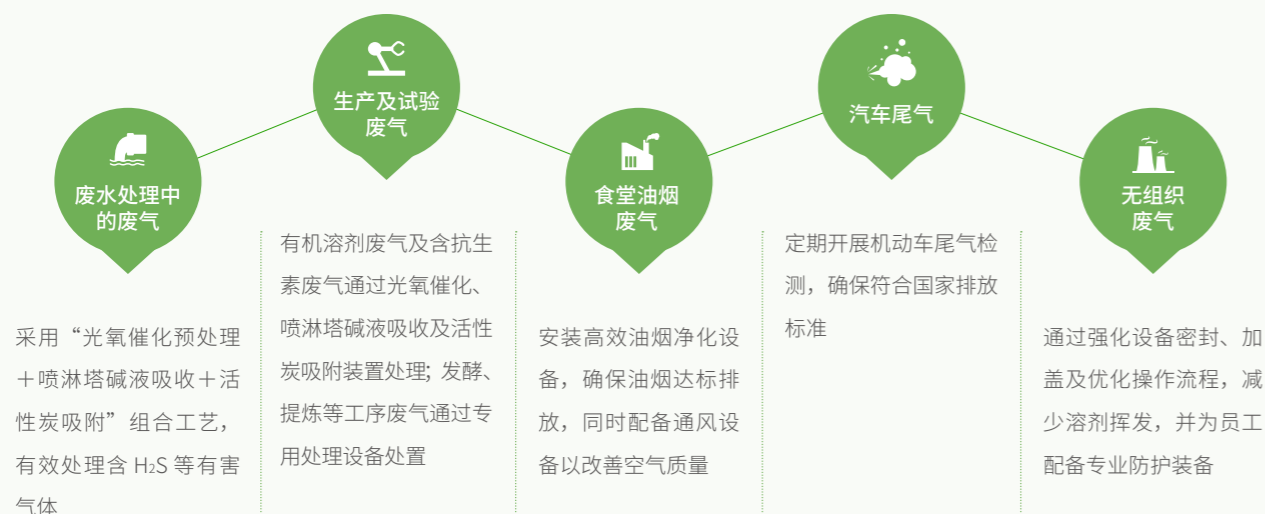 废水处理中
的废气
采用“光氧催化预处理
＋喷淋塔碱液吸收＋活
性炭吸附”组合工艺，
有效处理含 H₂S 等有害
气体
生产及试验
废气
有机溶剂废气及含抗生
素废气通过光氧催化、
喷淋塔碱液吸收及活性
炭吸附装置处理；发酵、
提炼等工序废气通过专
用处理设备处置
食堂油烟
废气
安装高效油烟净化设
备，确保油烟达标排
放，同时配备通风设
备以改善空气质量
汽车尾气
定期开展机动车尾气检
测，确保符合国家排放
标准
无组织
废气
通过强化设备密封、加
盖及优化操作流程，减
少溶剂挥发，并为员工
配备专业防护装备